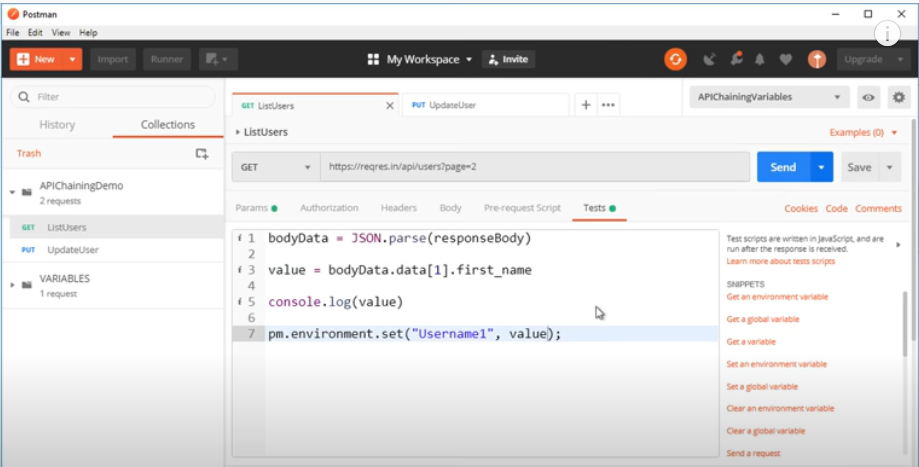 Postman
File Edit View Help
New Import Runner My Workspace Invite Upgrade
Filter
History Collections
Trash
APIChainingDemo
2 requests
GET ListUsers
PUT UpdateUser
VARIABLES
1 request
GET ListUsers PUT UpdateUser
APIChainingVariables
ListUsers
Examples (0)
GET https://reqres.in/api/users?page=2 Send Save
Params Authorization Headers Body Pre-request Script Tests Cookies Code Comments
1 bodyData = JSON.parse(responseBody)
2
3 value = bodyData.data[1].first_name
4
5 console.log(value)
6
7 pm.environment.set("Username1", value);
Test scripts are written in JavaScript, and are
run after the response is received.
Learn more about tests scripts
SNIPPETS
Get an environment variable
Get a global variable
Get a variable
Set an environment variable
Set a global variable
Clear an environment variable
Clear a global variable
Send a request